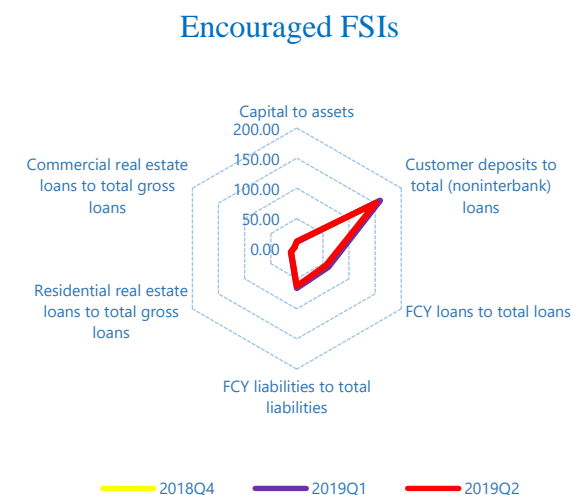 Encouraged FSIs
Capital to assets
200.00
150.00
100.00
50.00
0.00
Customer deposits to
total (noninterbank)
loans
FCY loans to total loans
FCY liabilities to total
liabilities
Residential real estate
loans to total gross
loans
Commercial real estate
loans to total gross
loans
2018Q4 2019Q1 2019Q2